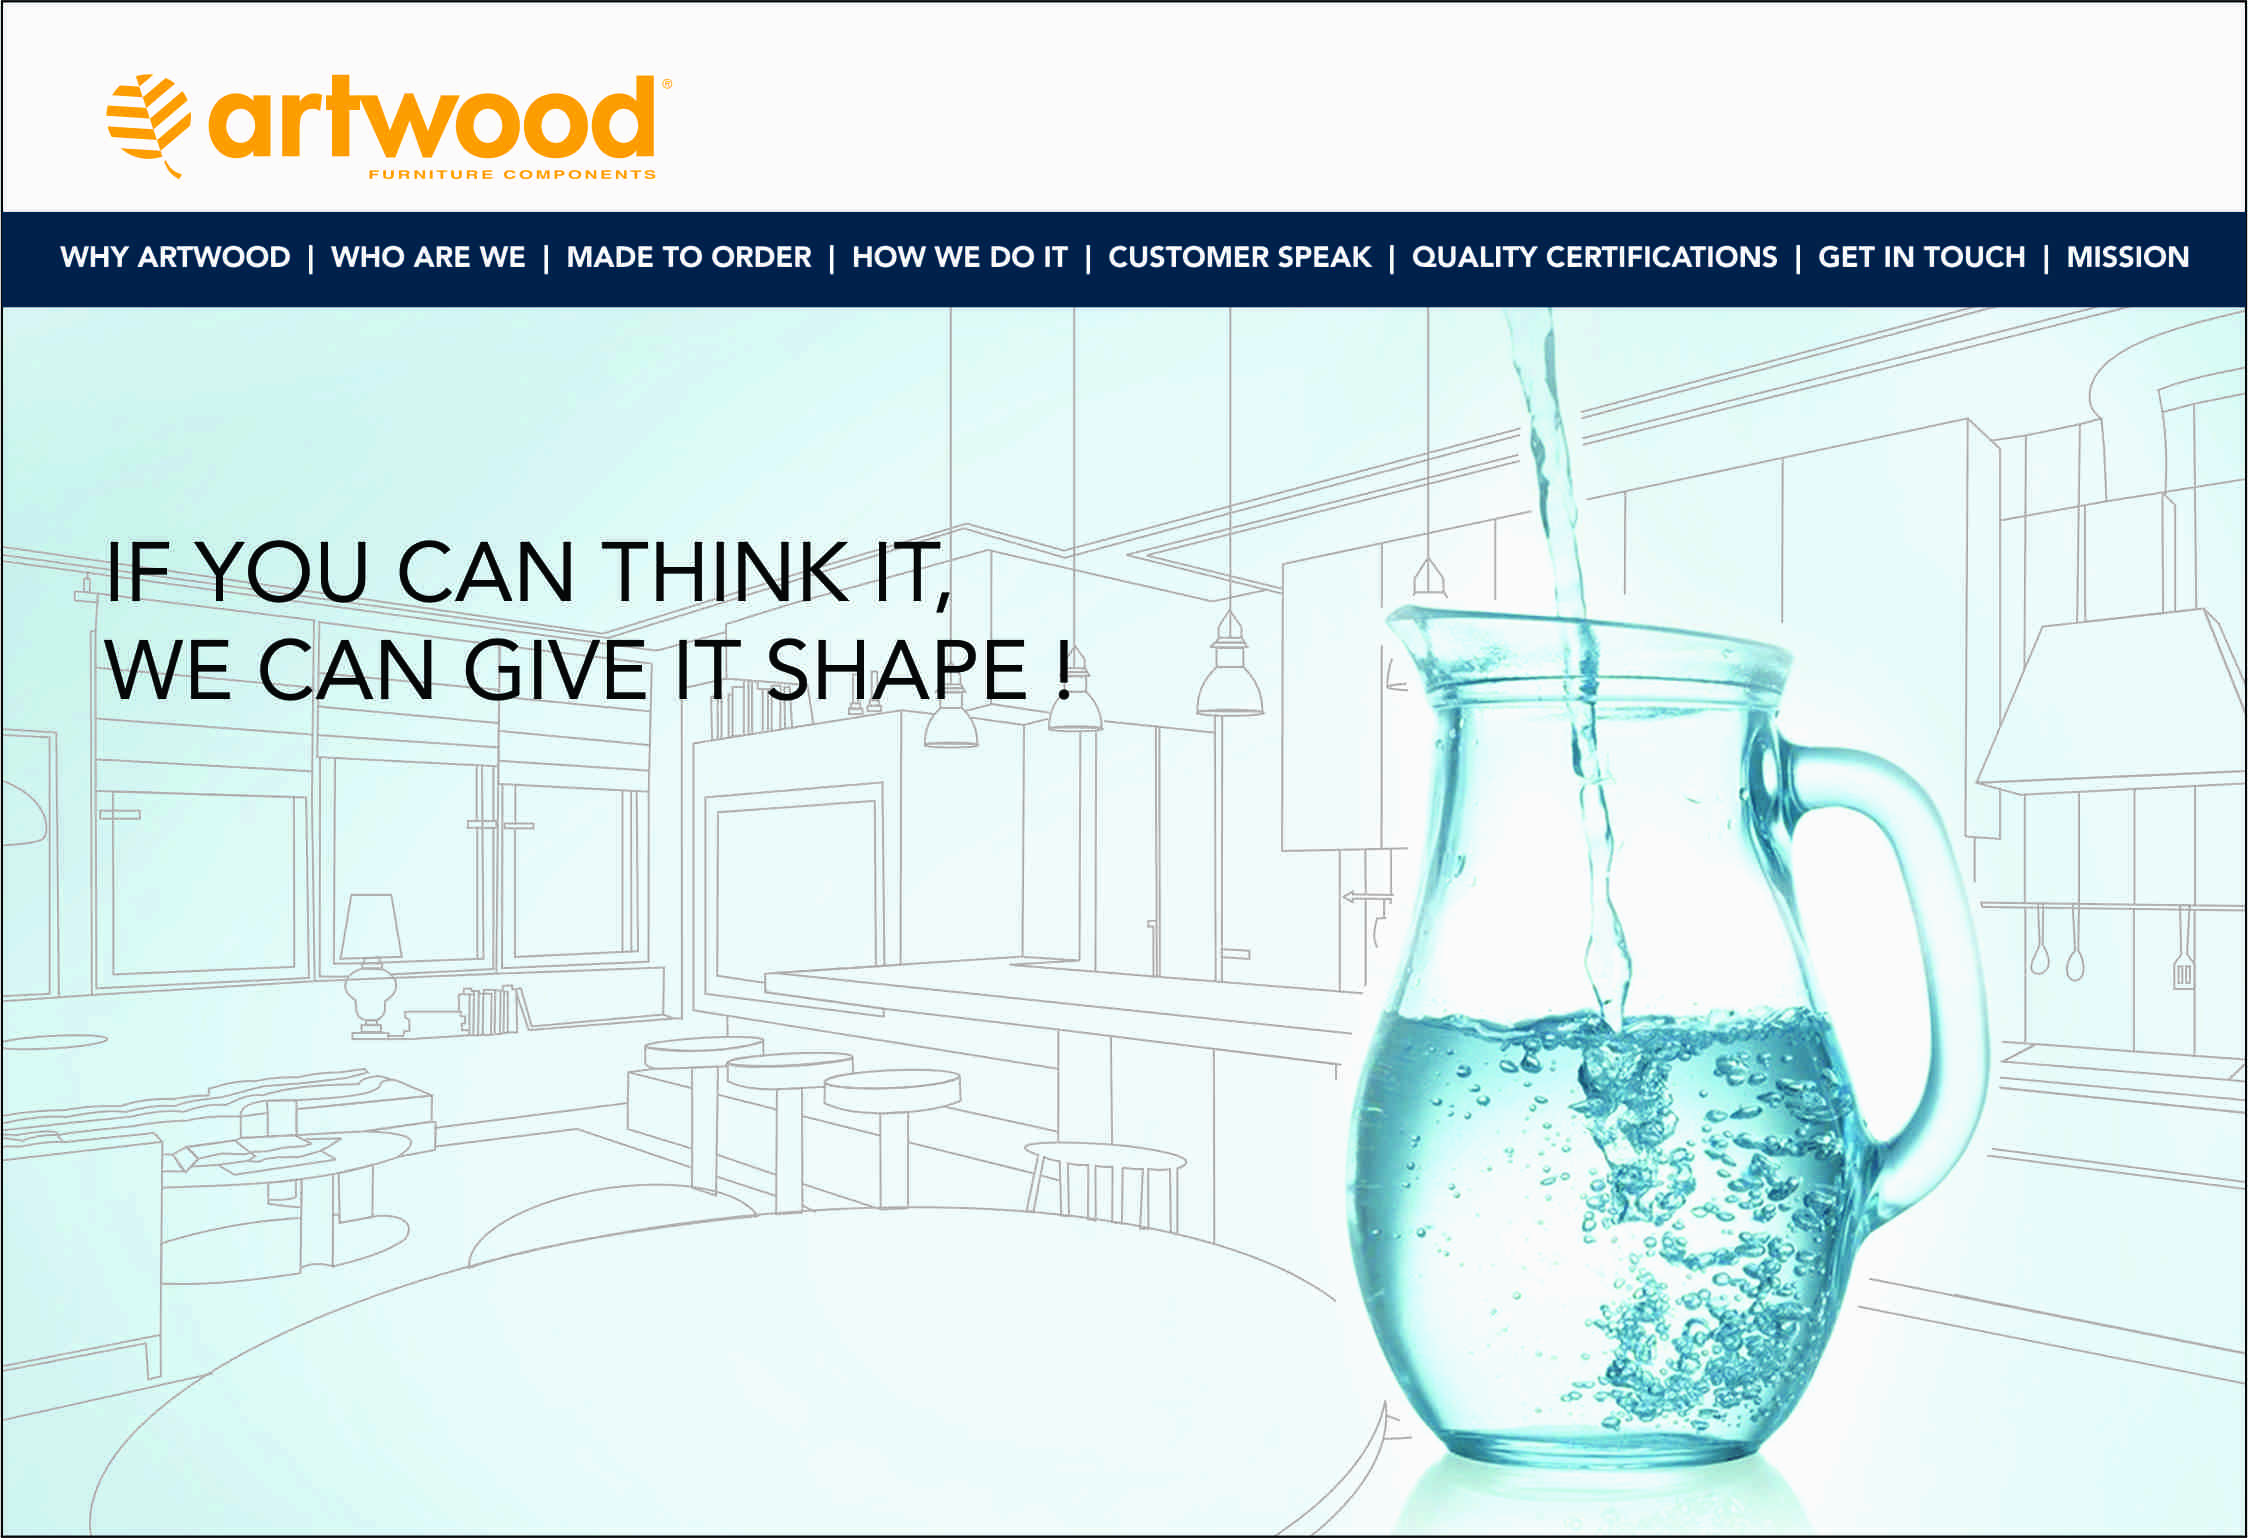 artwood®
FURNITURE COMPONENTS
WHY ARTWOOD | WHO ARE WE | MADE TO ORDER | HOW WE DO IT | CUSTOMER SPEAK | QUALITY CERTIFICATIONS | GET IN TOUCH | MISSION
IF YOU CAN THINK IT,
WE CAN GIVE IT SHAPE !